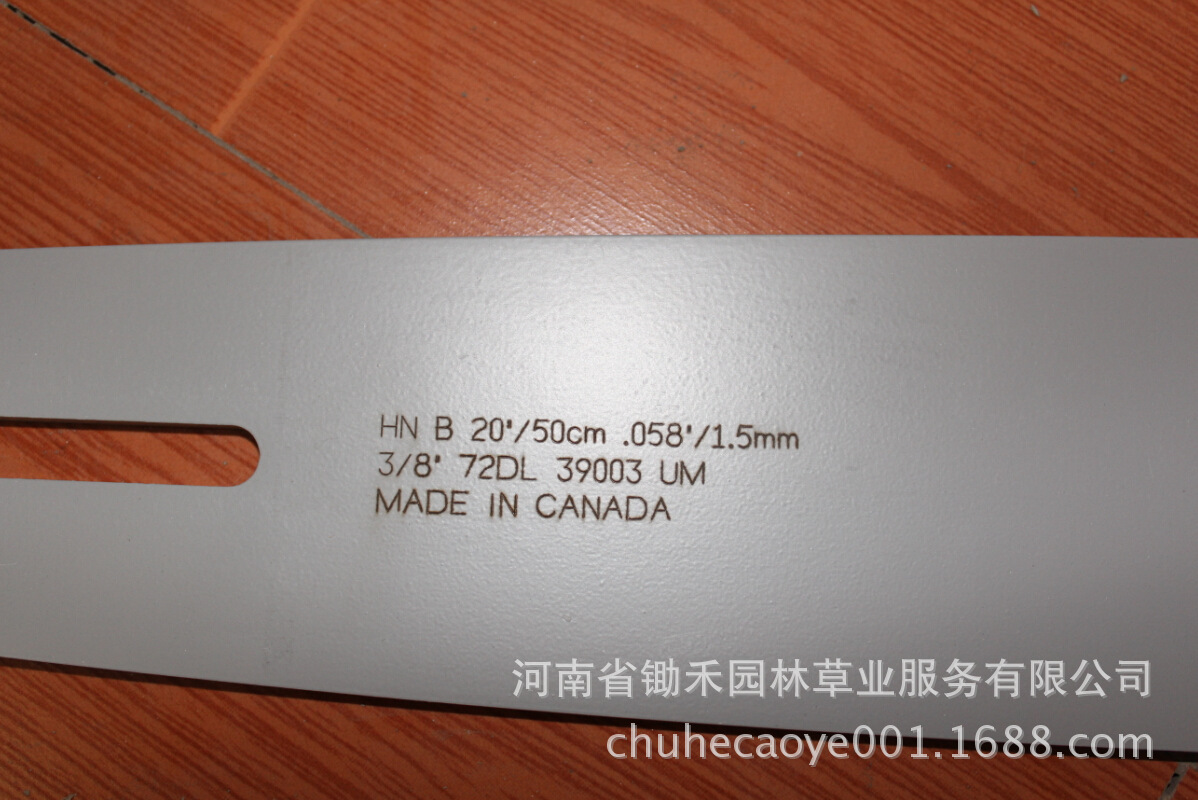 HN B 20"/50cm .058"/1.5mm
3/8" 72DL 39003 UM
MADE IN CANADA
河南省锄禾园林草业服务有限公司
chuhecaoye001.1688.com